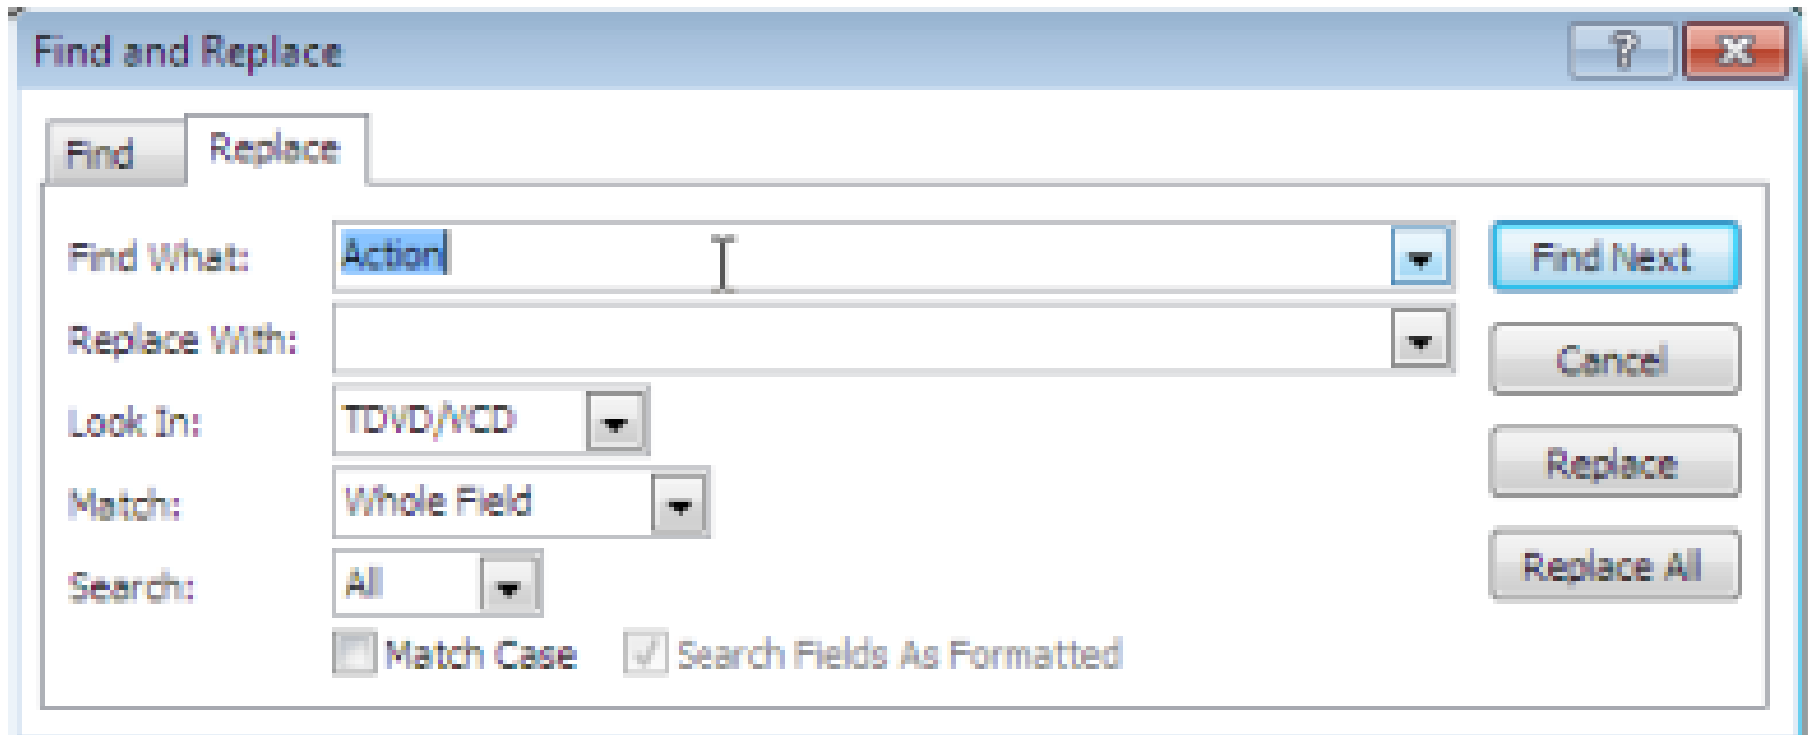 Find and Replace ?
Find Replace
Find What: Action Find Next
Replace With: Cancel
Look In: TDVD/VCD
Match: Whole Field Replace
Search: All Replace All
Match Case Search Fields As Formatted